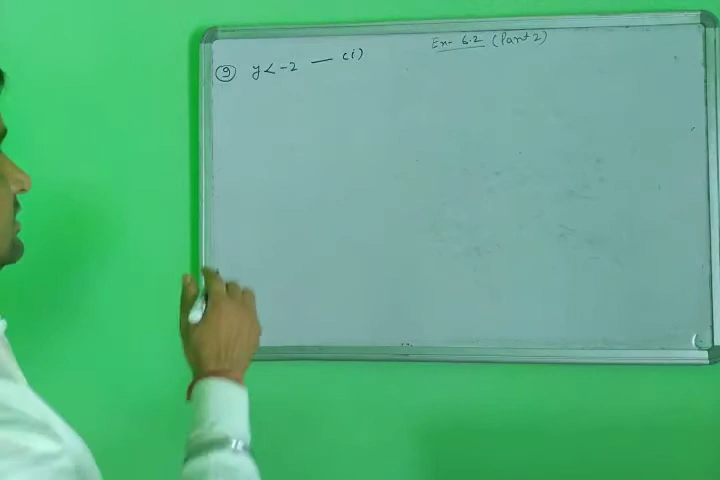 Ex- 6.2 (Part 2)
⑨ y < -2 — (i)